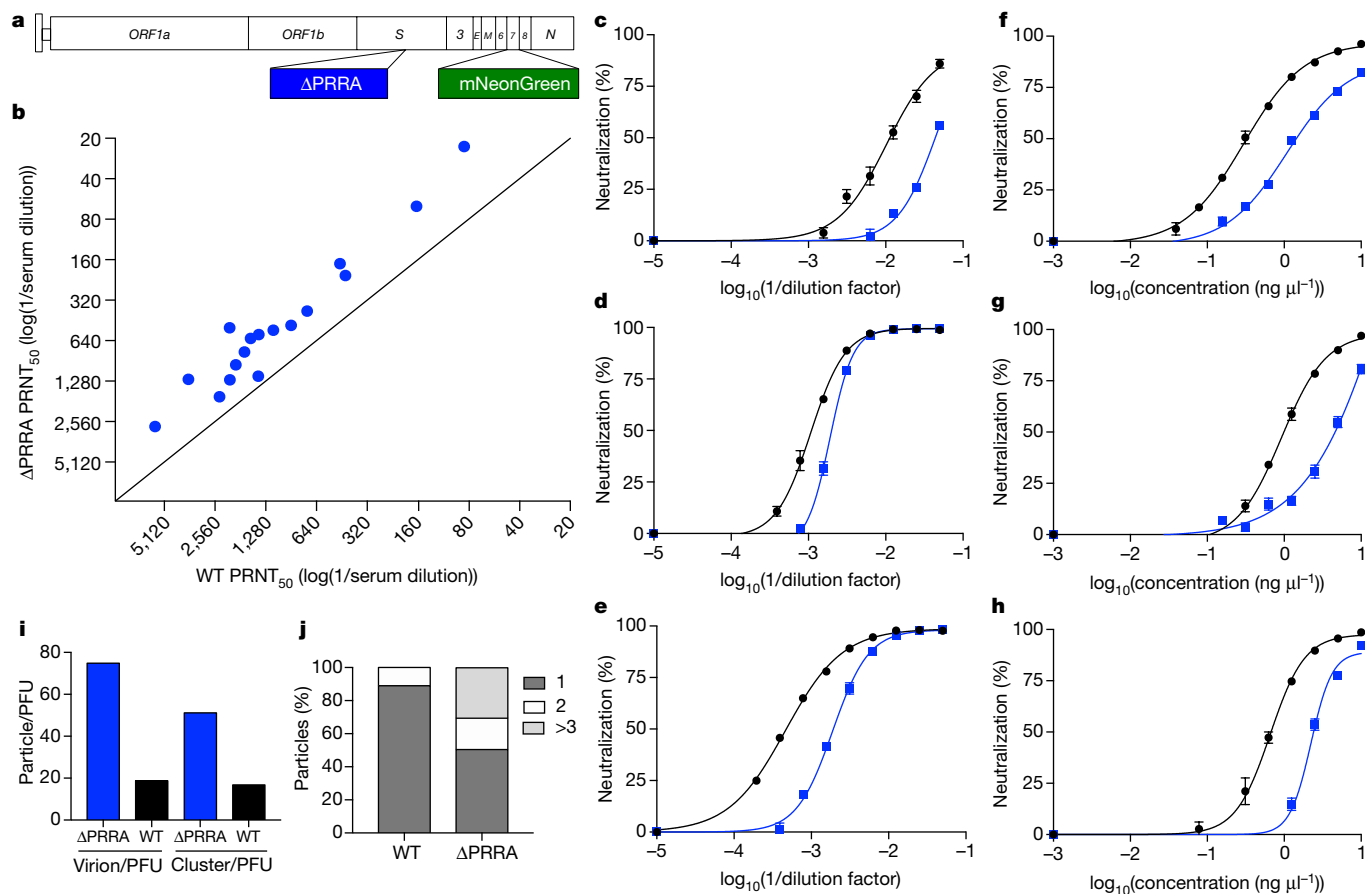 a
ORF1a ORF1b S 3 E M 6 7 8 N
ΔPRRA mNeonGreen
b
20
40
80
160
320
640
1,280
2,560
5,120
ΔPRRA PRNT50 (log(1/serum dilution))
5,120 2,560 1,280 640 320 160 80 40 20
WT PRNT50 (log(1/serum dilution))
c
100
75
50
25
0
Neutralization (%)
−5 −4 −3 −2 −1
log10(1/dilution factor)
d
100
75
50
25
0
Neutralization (%)
−5 −4 −3 −2 −1
log10(1/dilution factor)
e
100
75
50
25
0
Neutralization (%)
−5 −4 −3 −2 −1
log10(1/dilution factor)
f
100
75
50
25
0
Neutralization (%)
−3 −2 −1 0 1
log10(concentration (ng μl−1))
g
100
75
50
25
0
Neutralization (%)
−3 −2 −1 0 1
log10(concentration (ng μl−1))
h
100
75
50
25
0
Neutralization (%)
−3 −2 −1 0 1
log10(concentration (ng μl−1))
i
80
60
40
20
0
Particle/PFU
ΔPRRA WT ΔPRRA WT
Virion/PFU Cluster/PFU
j
100
80
60
40
20
0
Particles (%)
WT ΔPRRA
1
2
>3